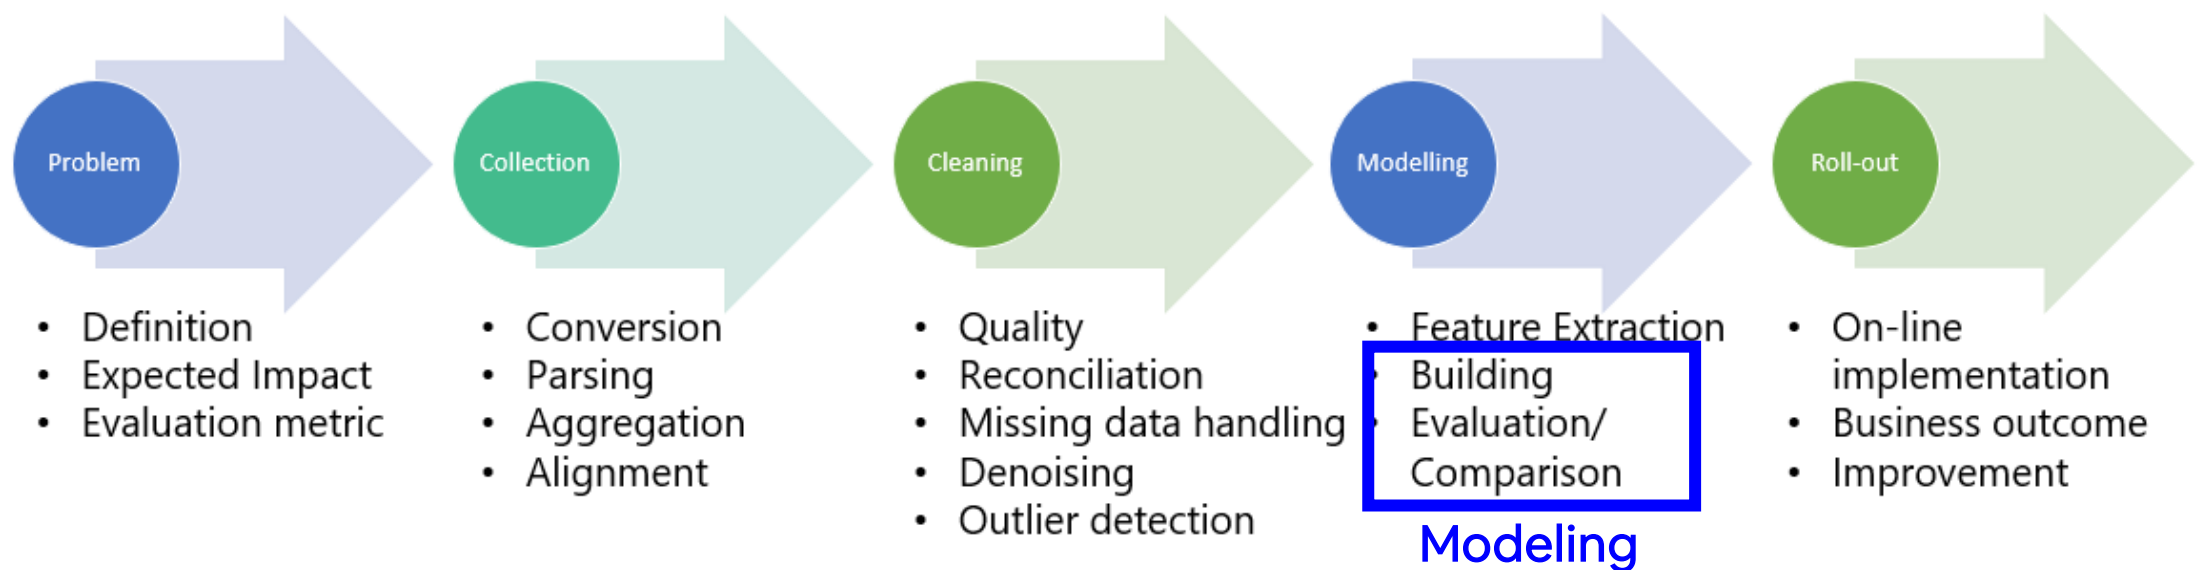 Problem
• Definition
• Expected Impact
• Evaluation metric
Collection
• Conversion
• Parsing
• Aggregation
• Alignment
Cleaning
• Quality
• Reconciliation
• Missing data handling
• Denoising
• Outlier detection
Modelling
• Feature Extraction
• Building
• Evaluation/
Comparison
Modeling
Roll-out
• On-line
implementation
• Business outcome
• Improvement